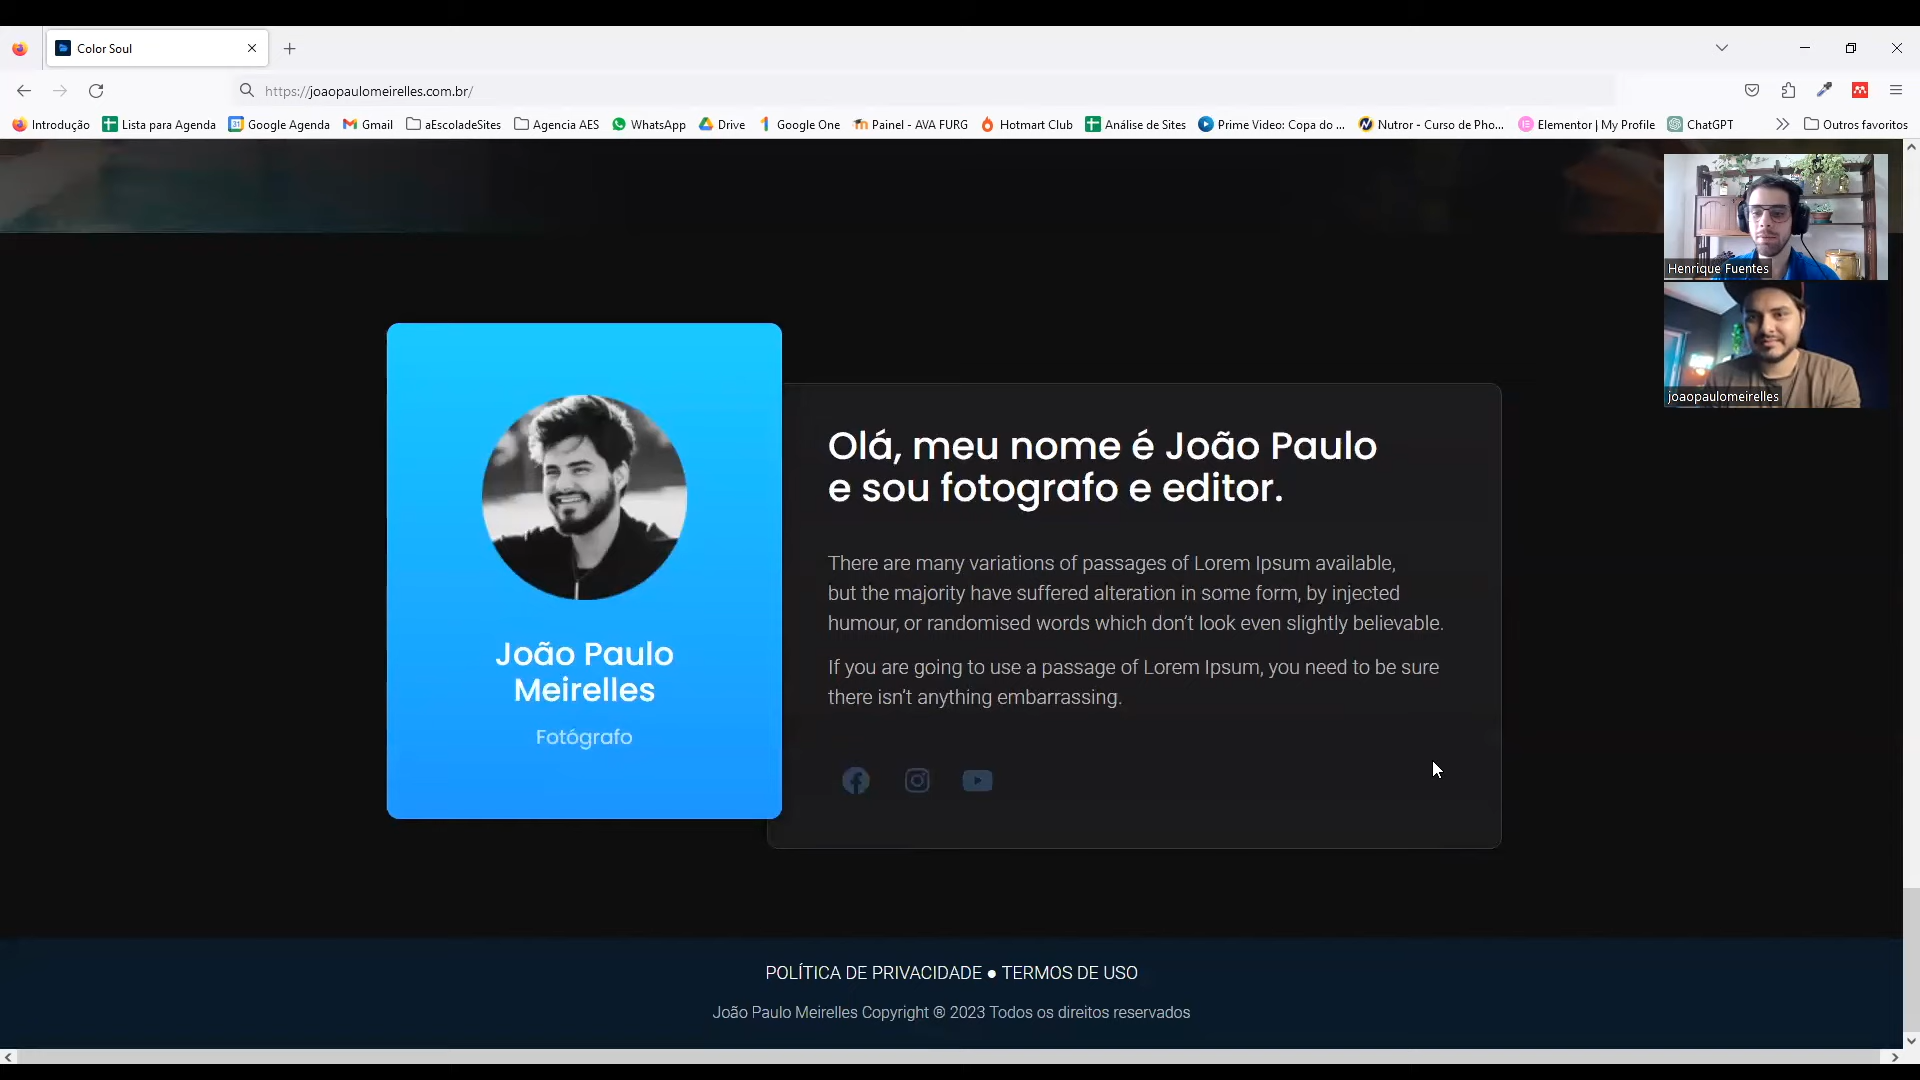 Color Soul
https://joaopaulomeirelles.com.br/
Introdução
Lista para Agenda
Google Agenda
Gmail
aEscoladeSites
Agencia AES
WhatsApp
Drive
Google One
Painel - AVA FURG
Hotmart Club
Análise de Sites
Prime Video: Copa do ...
Nutror - Curso de Pho...
Elementor | My Profile
ChatGPT
Outros favoritos
Henrique Fuentes
joaopaulomeirelles
João Paulo
Meirelles
Fotógrafo
Olá, meu nome é João Paulo
e sou fotografo e editor.
There are many variations of passages of Lorem Ipsum available,
but the majority have suffered alteration in some form, by injected
humour, or randomised words which don’t look even slightly believable.
If you are going to use a passage of Lorem Ipsum, you need to be sure
there isn’t anything embarrassing.
POLÍTICA DE PRIVACIDADE ● TERMOS DE USO
João Paulo Meirelles Copyright ® 2023 Todos os direitos reservados